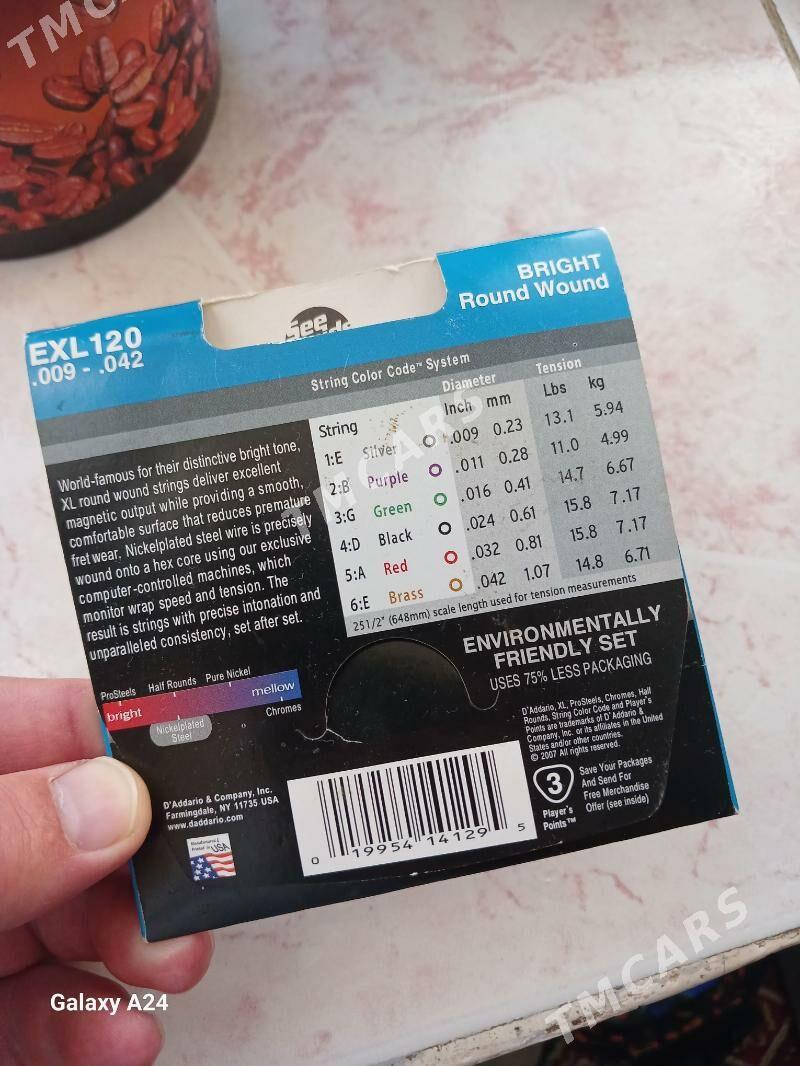 TMCARS
BRIGHT
Round Wound
EXL120
.009 - .042
See
String Color Code™ System
Diameter
Tension
String
Inch mm
Lbs kg
1:E Silver .009 0.23 13.1 5.94
2:B Purple .011 0.28 11.0 4.99
3:G Green .016 0.41 14.7 6.67
4:D Black .024 0.61 15.8 7.17
5:A Red .032 0.81 15.8 7.17
6:E Brass .042 1.07 14.8 6.71
25 1/2" (648mm) scale length used for tension measurements
World-famous for their distinctive bright tone,
XL round wound strings deliver excellent
magnetic output while providing a smooth,
comfortable surface that reduces premature
fret wear. Nickelplated steel wire is precisely
wound onto a hex core using our exclusive
computer-controlled machines, which
monitor wrap speed and tension. The
result is strings with precise intonation and
unparalleled consistency, set after set.
TMCARS
ENVIRONMENTALLY
FRIENDLY SET
USES 75% LESS PACKAGING
ProSteels Half Rounds Pure Nickel
bright mellow
Nickelplated
Steel
Chromes
D'Addario, XL, ProSteels, Chromes, Half
Rounds, String Color Code and Player's
Points are trademarks of D'Addario &
Company, Inc. or its affiliates in the United
States and/or other countries.
© 2007 All rights reserved.
3
Player's
Points™
Save Your Packages
And Send For
Free Merchandise
Offer (see inside)
D'Addario & Company, Inc.
Farmingdale, NY 11735 USA
www.daddario.com
Manufactured &
Printed in USA
0 19954 14129 5
TMCARS
Galaxy A24